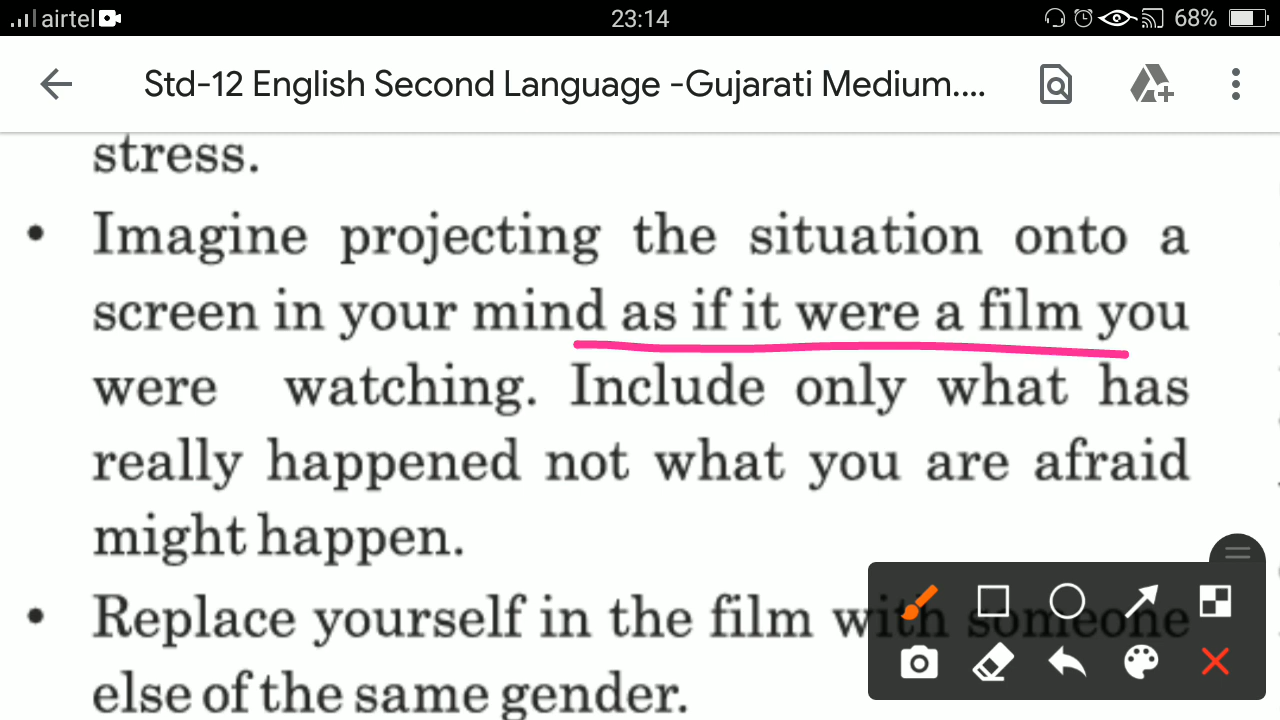 airtel 23:14 68%
Std-12 English Second Language -Gujarati Medium....
stress.
• Imagine projecting the situation onto a
screen in your mind as if it were a film you
were watching. Include only what has
really happened not what you are afraid
might happen.
• Replace yourself in the film with someone
else of the same gender.